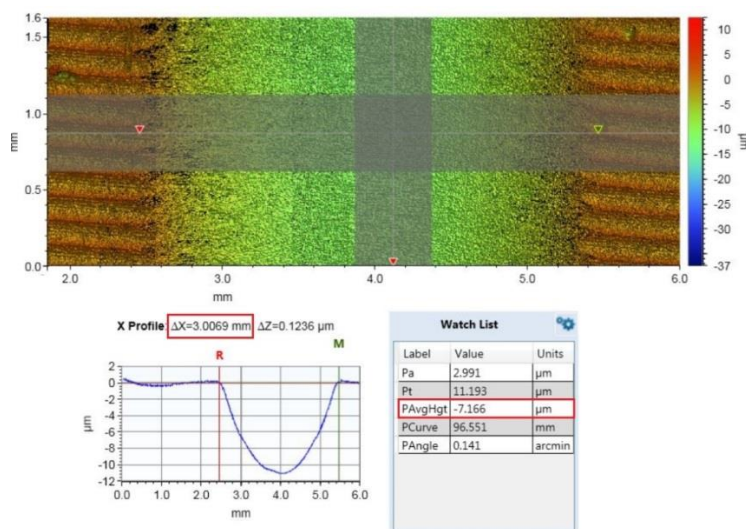 1.6
1.0
0.5
0.0
mm
2.0 3.0 4.0 5.0 6.0
mm
10
0
-5
-10
-15
-20
-25
-30
-37
µm
X Profile: ΔX=3.0069 mm ΔZ=0.1236 µm
R M
2
0
-2
-4
-6
-8
-10
-12
µm
0.0 1.0 2.0 3.0 4.0 5.0 6.0
mm
Watch List
Label Value Units
Pa 2.991 µm
Pt 11.193 µm
PAvgHgt -7.166 µm
PCurve 96.551 mm
PAngle 0.141 arcmin